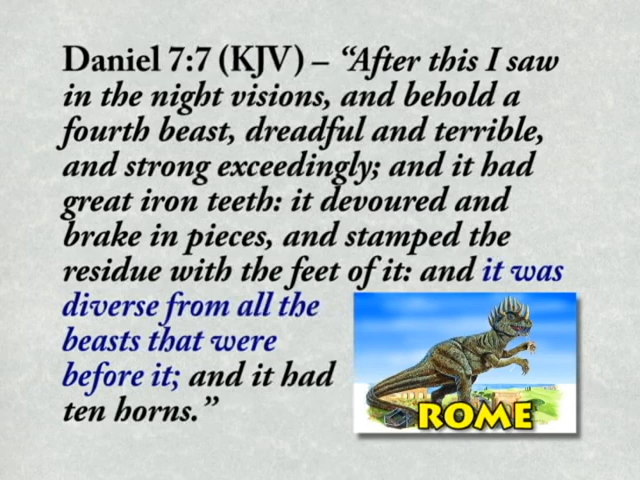 Daniel 7:7 (KJV) – “After this I saw
in the night visions, and behold a
fourth beast, dreadful and terrible,
and strong exceedingly; and it had
great iron teeth: it devoured and
brake in pieces, and stamped the
residue with the feet of it: and it was
diverse from all the
beasts that were
before it; and it had
ten horns.”
ROME